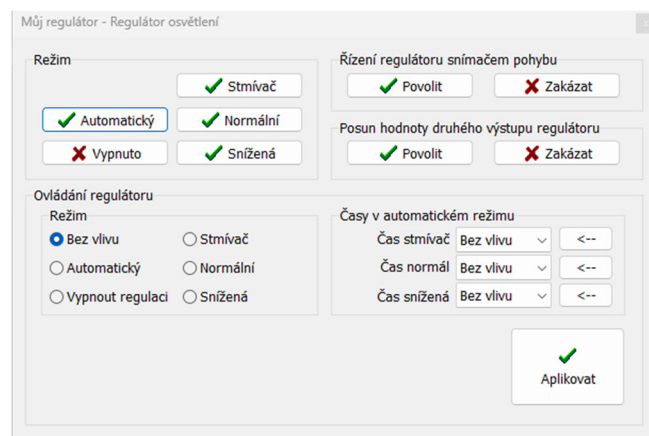 Můj regulátor - Regulátor osvětlení
Režim
Stmívač
Automatický Normální
Vypnuto Snížená
Řízení regulátoru snímačem pohybu
Povolit Zakázat
Posun hodnoty druhého výstupu regulátoru
Povolit Zakázat
Ovládání regulátoru
Režim
Bez vlivu Stmívač
Automatický Normální
Vypnout regulaci Snížená
Časy v automatickém režimu
Čas stmívač Bez vlivu <--
Čas normál Bez vlivu <--
Čas snížená Bez vlivu <--
Aplikovat